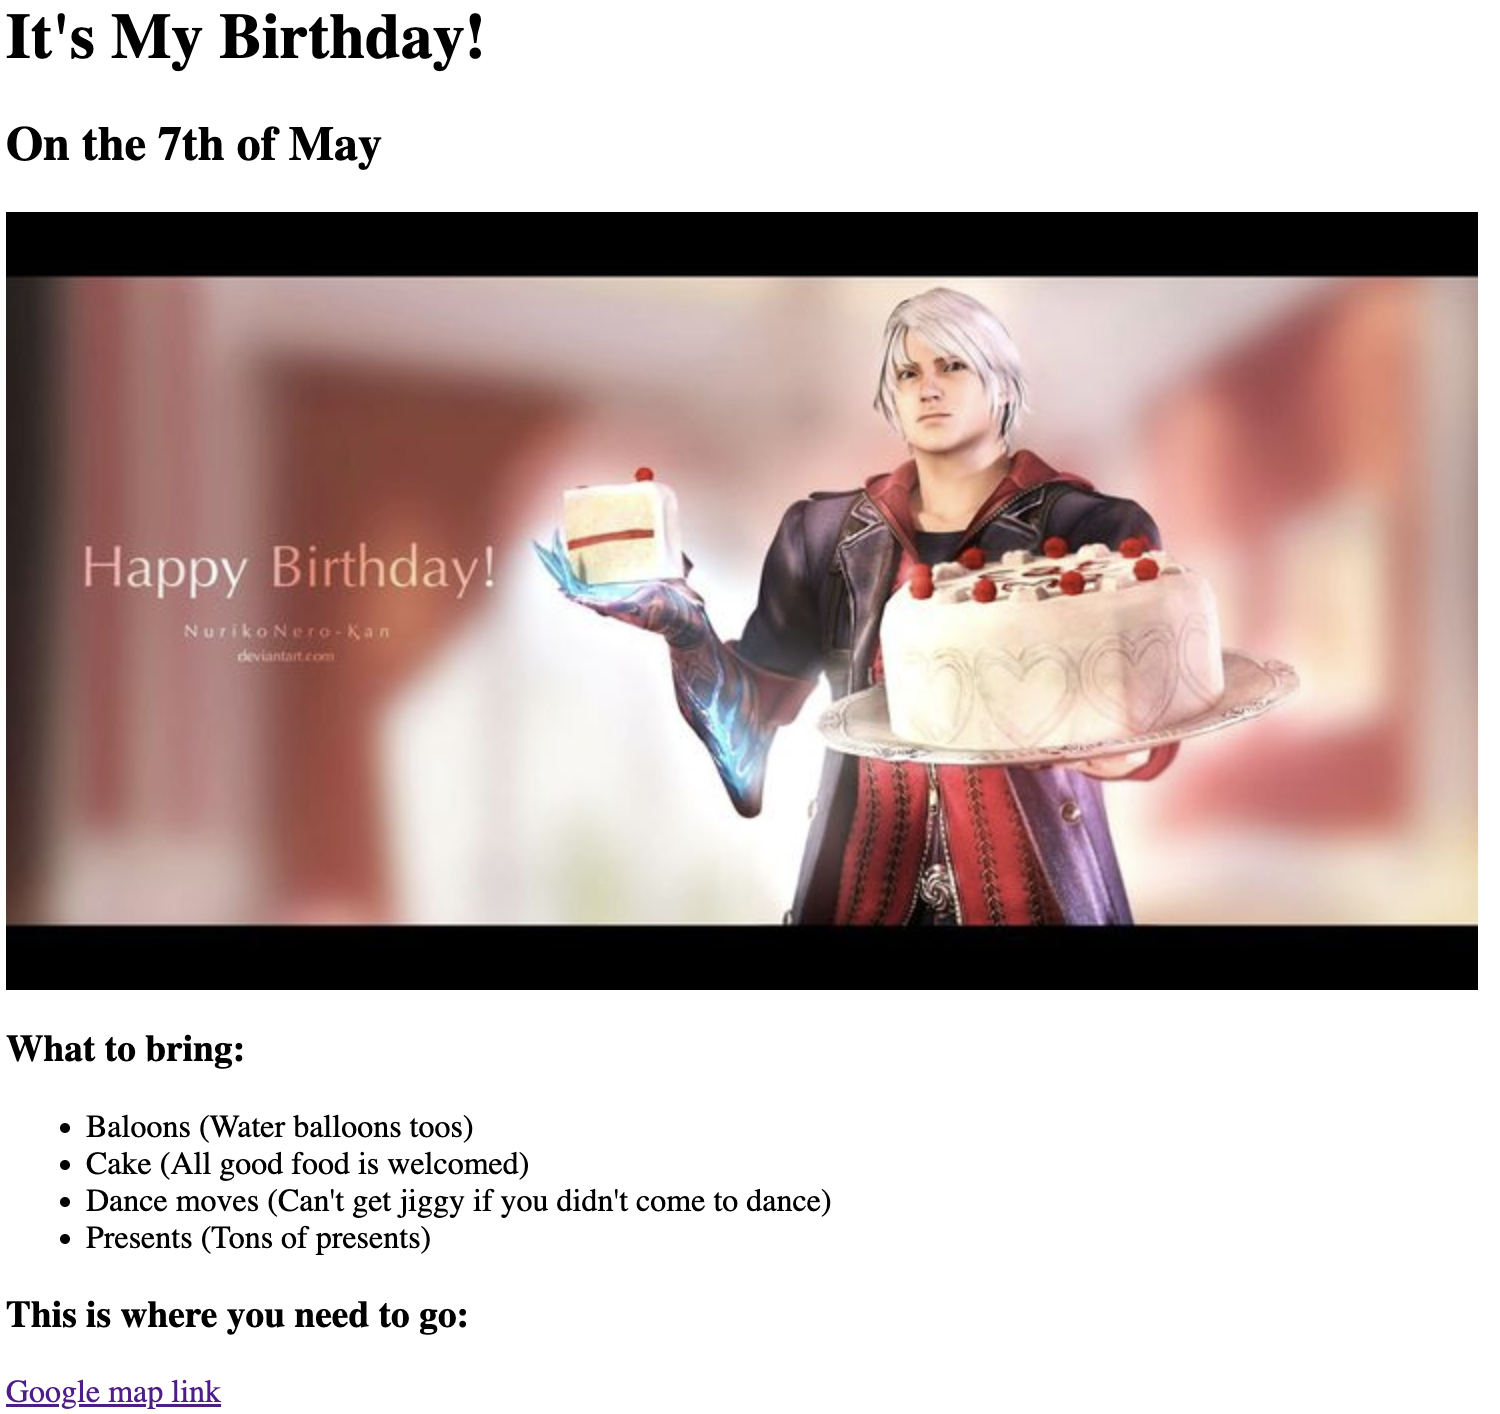 It's My Birthday!
On the 7th of May
Happy Birthday!
NurikoNero-Kan
deviantart.com
What to bring:
Baloons (Water balloons toos)
Cake (All good food is welcomed)
Dance moves (Can't get jiggy if you didn't come to dance)
Presents (Tons of presents)
This is where you need to go:
Google map link